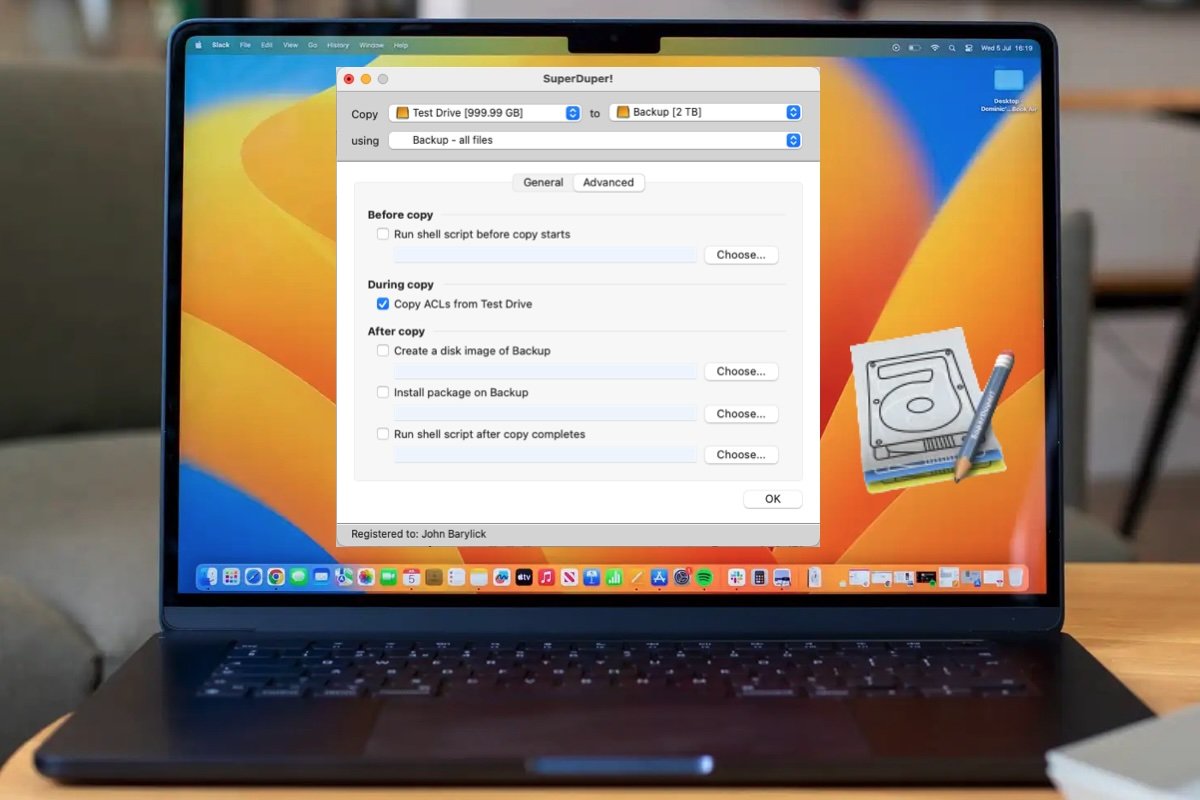 Slack File Edit View Go History Window Help
Wed 5 Jul 16:19
SuperDuper!
Copy Test Drive [999.99 GB] to Backup [2 TB]
using Backup - all files
General Advanced
Before copy
Run shell script before copy starts
Choose...
During copy
Copy ACLs from Test Drive
After copy
Create a disk image of Backup
Choose...
Install package on Backup
Choose...
Run shell script after copy completes
Choose...
OK
Registered to: John Barylick
Desktop
SuperDuper!
5
tv